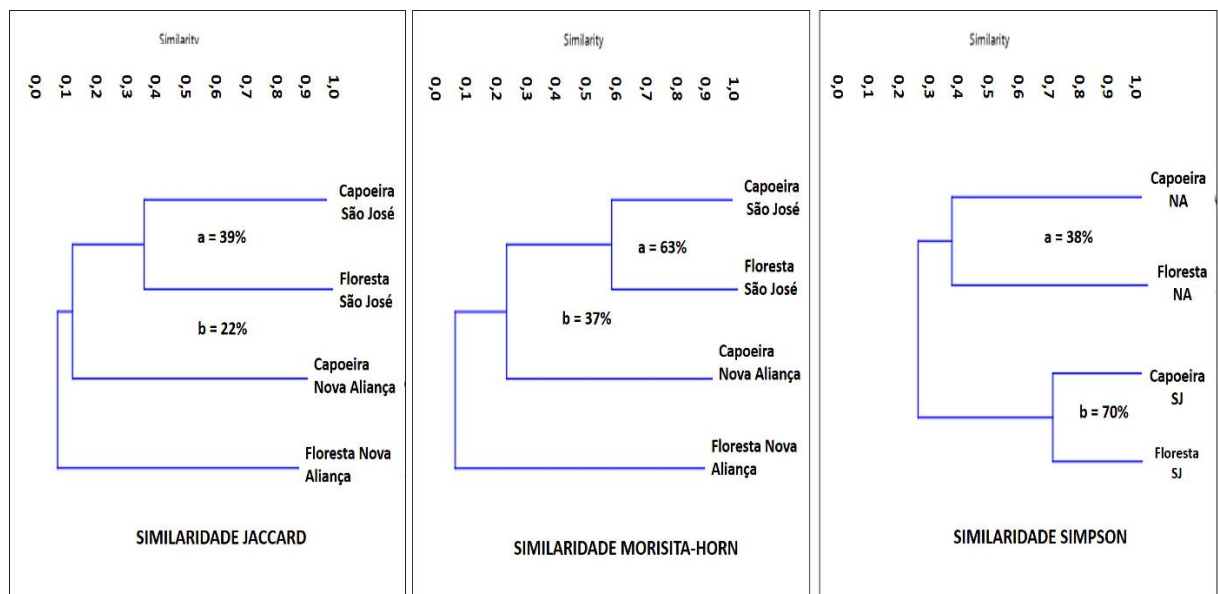 Similarity
0,0 0,1 0,2 0,3 0,4 0,5 0,6 0,7 0,8 0,9 1,0
Capoeira
São José
a = 39%
Floresta
São José
b = 22%
Capoeira
Nova Aliança
Floresta Nova
Aliança
SIMILARIDADE JACCARD
Similarity
0,0 0,1 0,2 0,3 0,4 0,5 0,6 0,7 0,8 0,9 1,0
Capoeira
São José
a = 63%
Floresta
São José
b = 37%
Capoeira
Nova Aliança
Floresta Nova
Aliança
SIMILARIDADE MORISITA-HORN
Similarity
0,0 0,1 0,2 0,3 0,4 0,5 0,6 0,7 0,8 0,9 1,0
Capoeira
NA
a = 38%
Floresta
NA
Capoeira
SJ
b = 70%
Floresta
SJ
SIMILARIDADE SIMPSON